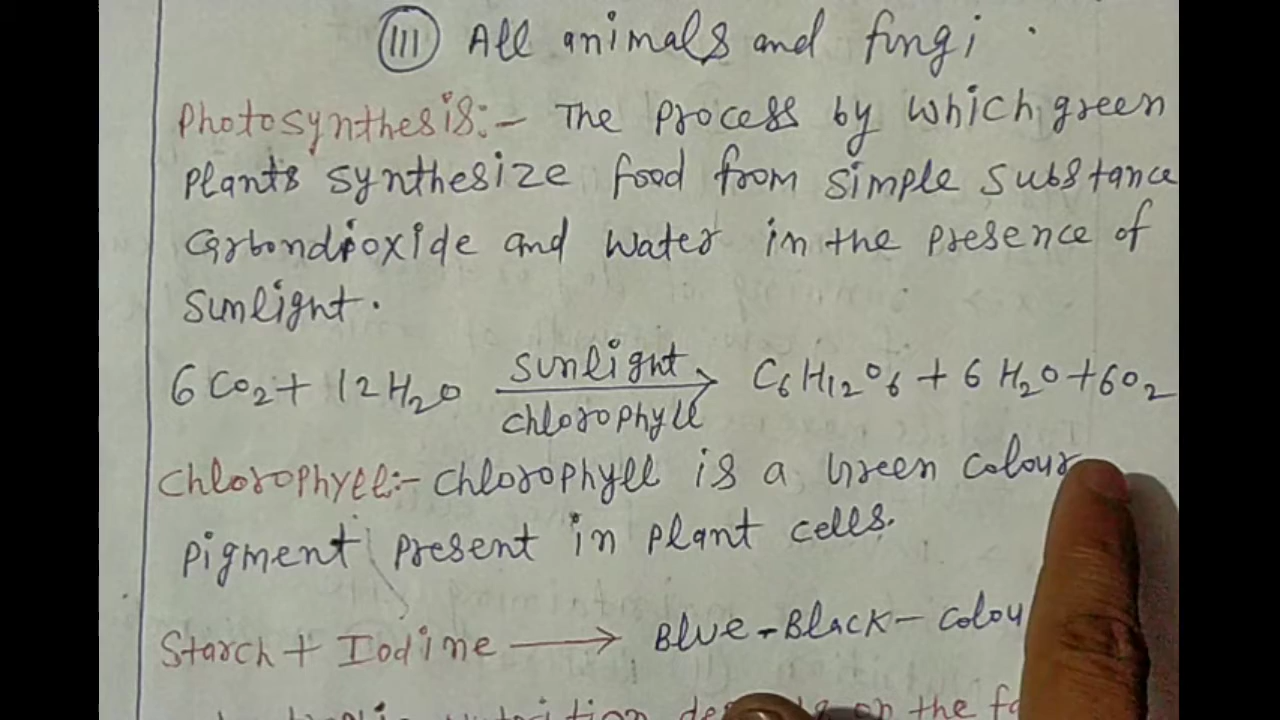 (III) All animals and fungi.
Photosynthesis:- The process by which green
plants synthesize food from simple substance
Carbondioxide and water in the presence of
sunlight.
6CO2 + 12H2O sunlight/chlorophyll → C6H12O6 + 6H2O + 6O2
Chlorophyll:- Chlorophyll is a Green colour
pigment present in plant cells.
Starch + Iodine → Blue-Black-Colou
on the